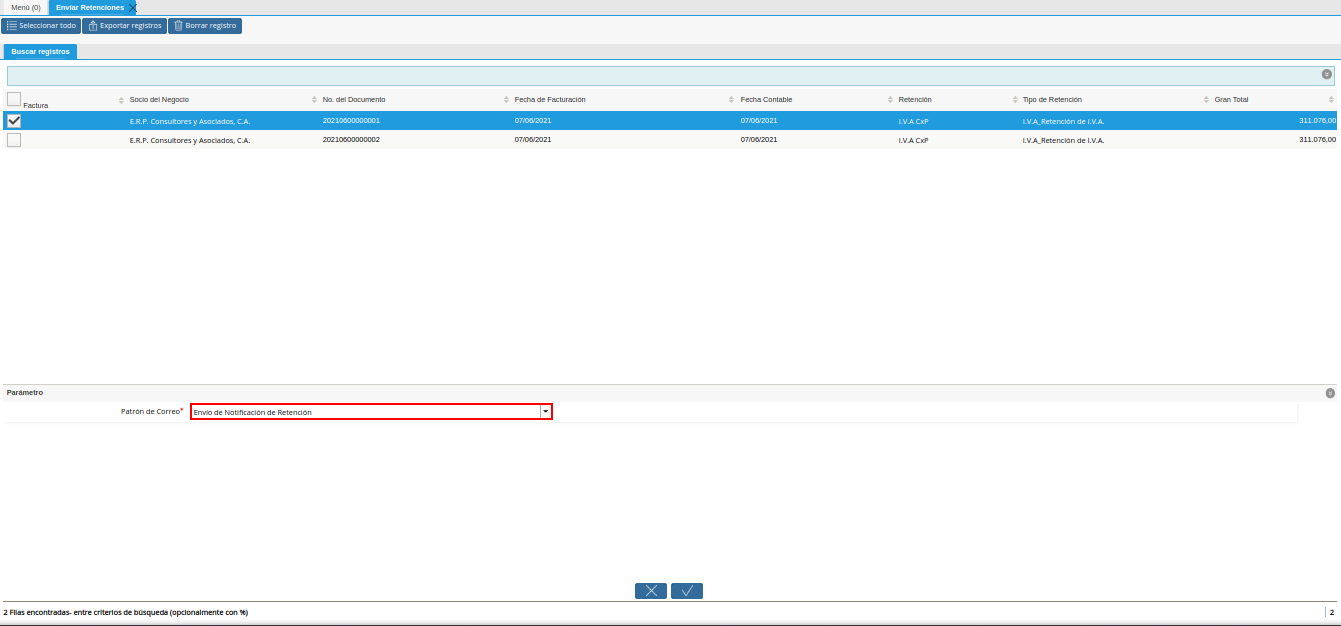 Menú (0) Enviar Retenciones
Seleccionar todo Exportar registros Borrar registro
Buscar registros
Factura Socio del Negocio No. del Documento Fecha de Facturación Fecha Contable Retención Tipo de Retención Gran Total
E.R.P. Consultores y Asociados, C.A. 20210600000001 07/06/2021 07/06/2021 I.V.A CxP I.V.A_Retención de I.V.A. 311.076,00
E.R.P. Consultores y Asociados, C.A. 20210600000002 07/06/2021 07/06/2021 I.V.A CxP I.V.A_Retención de I.V.A. 311.076,00
Parámetro
Patrón de Correo* Envío de Notificación de Retención
2 Filas encontradas- entre criterios de búsqueda (opcionalmente con %) 2